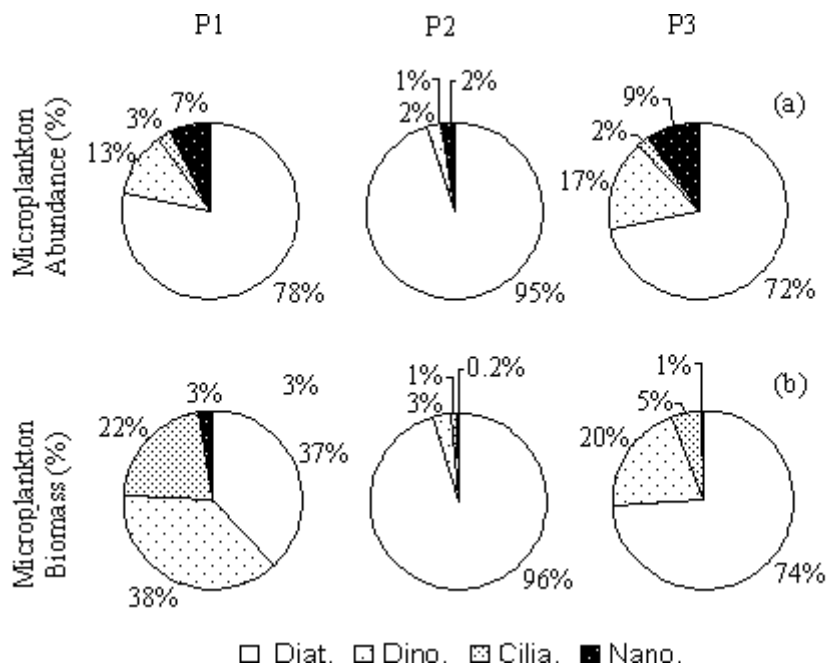 P1 P2 P3
Microplankton
Abundance (%)
(a)
3% 7%
13%
78%
1% 2%
2%
95%
9%
2%
17%
72%
Microplankton
Biomass (%)
(b)
3% 3%
22%
37%
38%
1% 0.2%
3%
96%
1%
5%
20%
74%
Diat. Dino. Cilia. Nano.